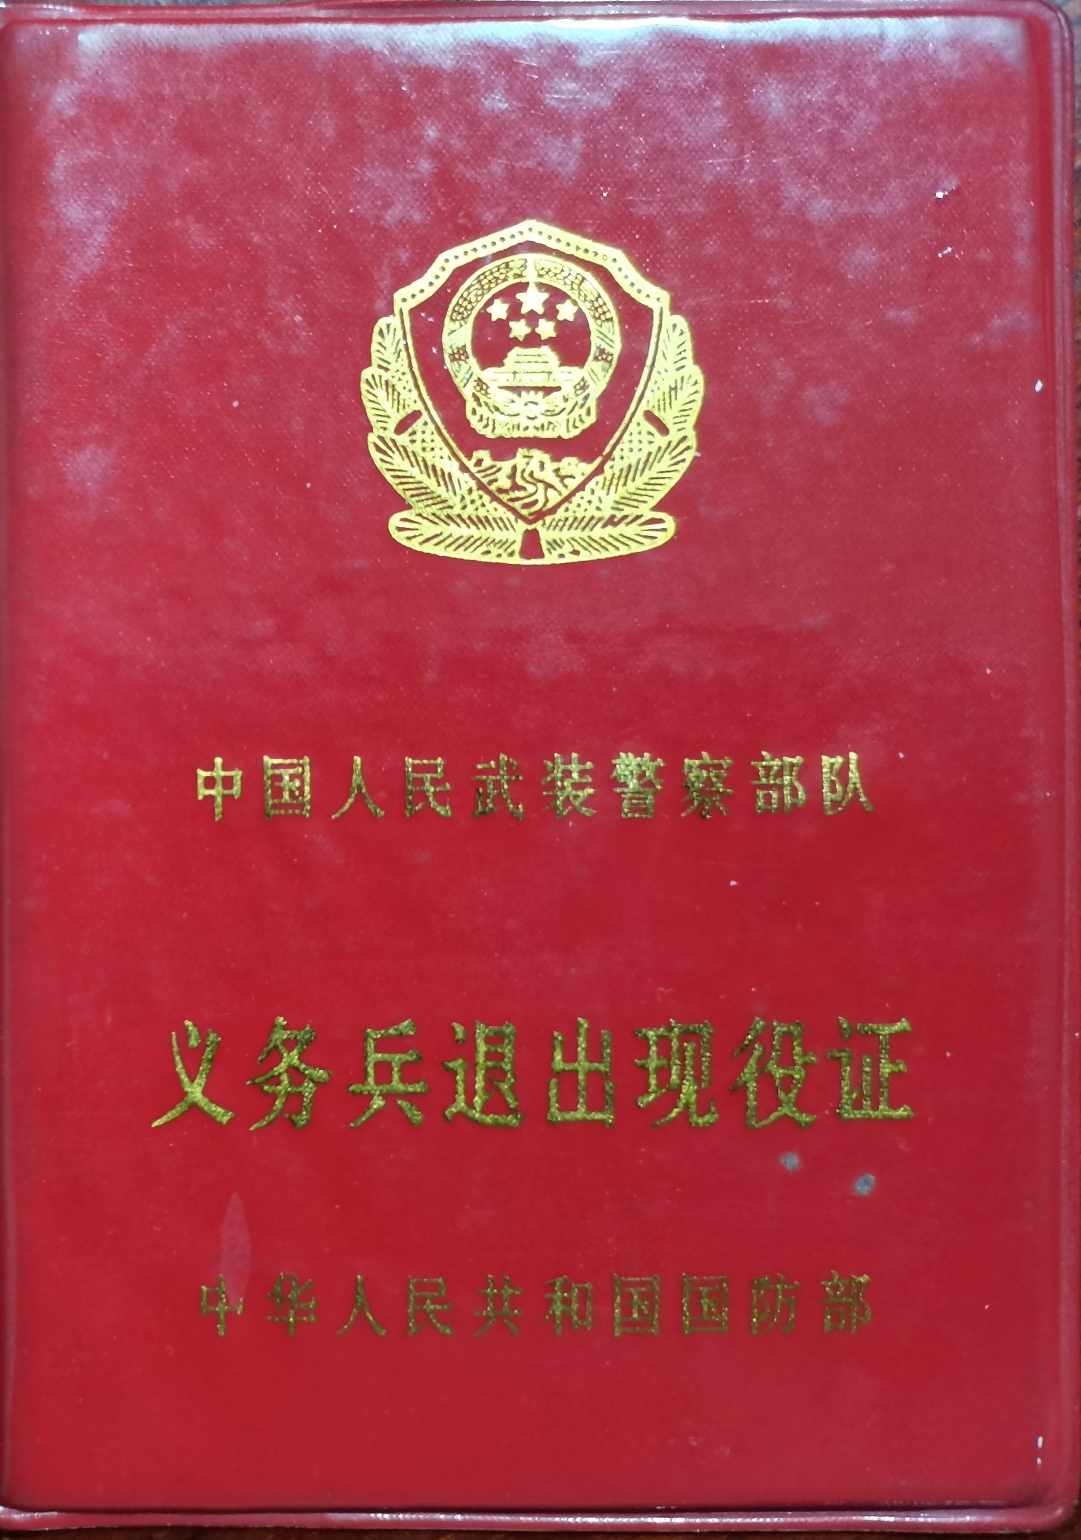 中国人民武装警察部队
义务兵退出现役证
中华人民共和国国防部